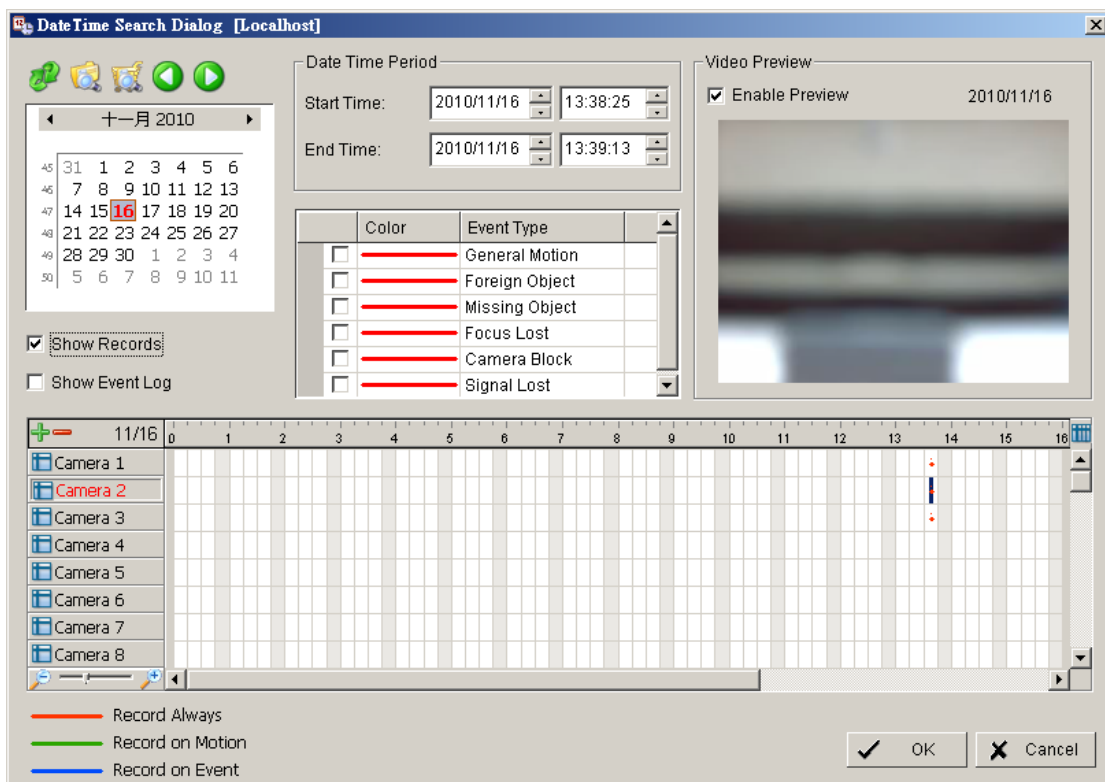 DateTime Search Dialog [Localhost]
十一月 2010
45 31 1 2 3 4 5 6
46 7 8 9 10 11 12 13
47 14 15 16 17 18 19 20
48 21 22 23 24 25 26 27
49 28 29 30 1 2 3 4
50 5 6 7 8 9 10 11
Show Records
Show Event Log
Date Time Period
Start Time: 2010/11/16 13:38:25
End Time: 2010/11/16 13:39:13
Color Event Type
General Motion
Foreign Object
Missing Object
Focus Lost
Camera Block
Signal Lost
Video Preview
Enable Preview 2010/11/16
11/16 0 1 2 3 4 5 6 7 8 9 10 11 12 13 14 15 16
Camera 1
Camera 2
Camera 3
Camera 4
Camera 5
Camera 6
Camera 7
Camera 8
Record Always
Record on Motion
Record on Event
OK
Cancel